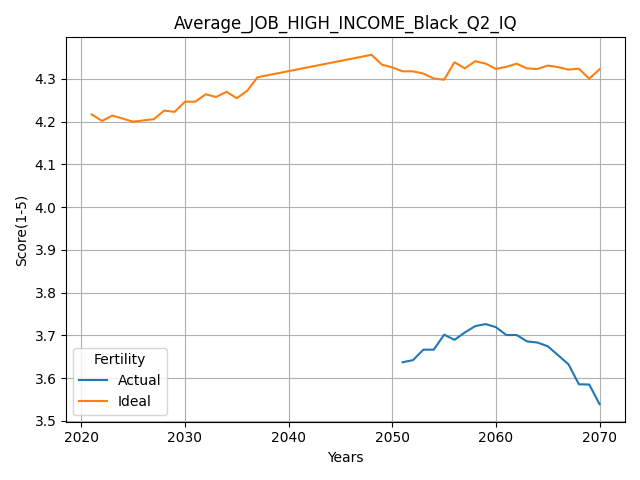 Average_JOB_HIGH_INCOME_Black_Q2_IQ
Score(1-5)
4.3
4.2
4.1
4.0
3.9
3.8
3.7
3.6
3.5
Fertility
Actual
Ideal
2020
2030
2040
2050
2060
2070
Years